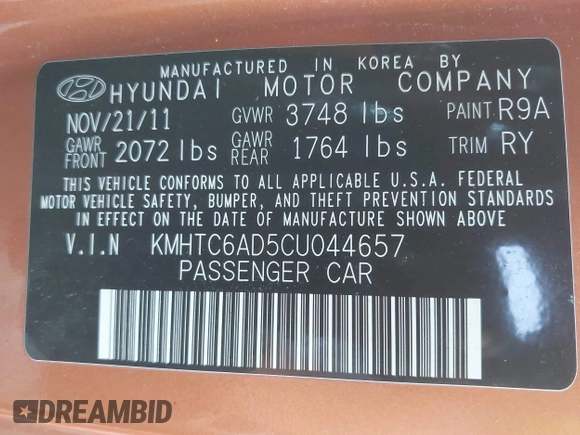 MANUFACTURED IN KOREA BY
HYUNDAI MOTOR COMPANY
NOV/21/11 GVWR 3748 lbs PAINT R9A
GAWR FRONT 2072 lbs GAWR REAR 1764 lbs TRIM RY
THIS VEHICLE CONFORMS TO ALL APPLICABLE U.S.A. FEDERAL
MOTOR VEHICLE SAFETY, BUMPER, AND THEFT PREVENTION STANDARDS
IN EFFECT ON THE DATE OF MANUFACTURE SHOWN ABOVE
V.I.N KMHTC6AD5CU044657
PASSENGER CAR
DREAMBID